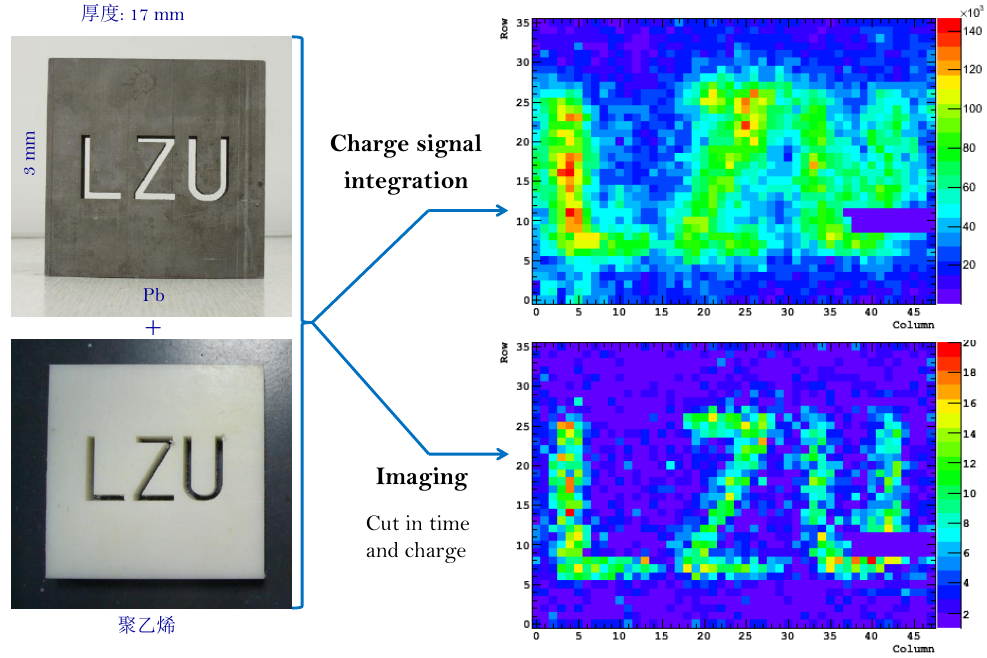 厚度: 17 mm
LZU
3 mm
Pb
+
LZU
聚乙烯
Charge signal
integration
Imaging
Cut in time
and charge
Row
35
30
25
20
15
10
5
0
0 5 10 15 20 25 30 35 40 45
Column
×10³
140
120
100
80
60
40
20
Row
35
30
25
20
15
10
5
0
0 5 10 15 20 25 30 35 40 45
Column
20
18
16
14
12
10
8
6
4
2